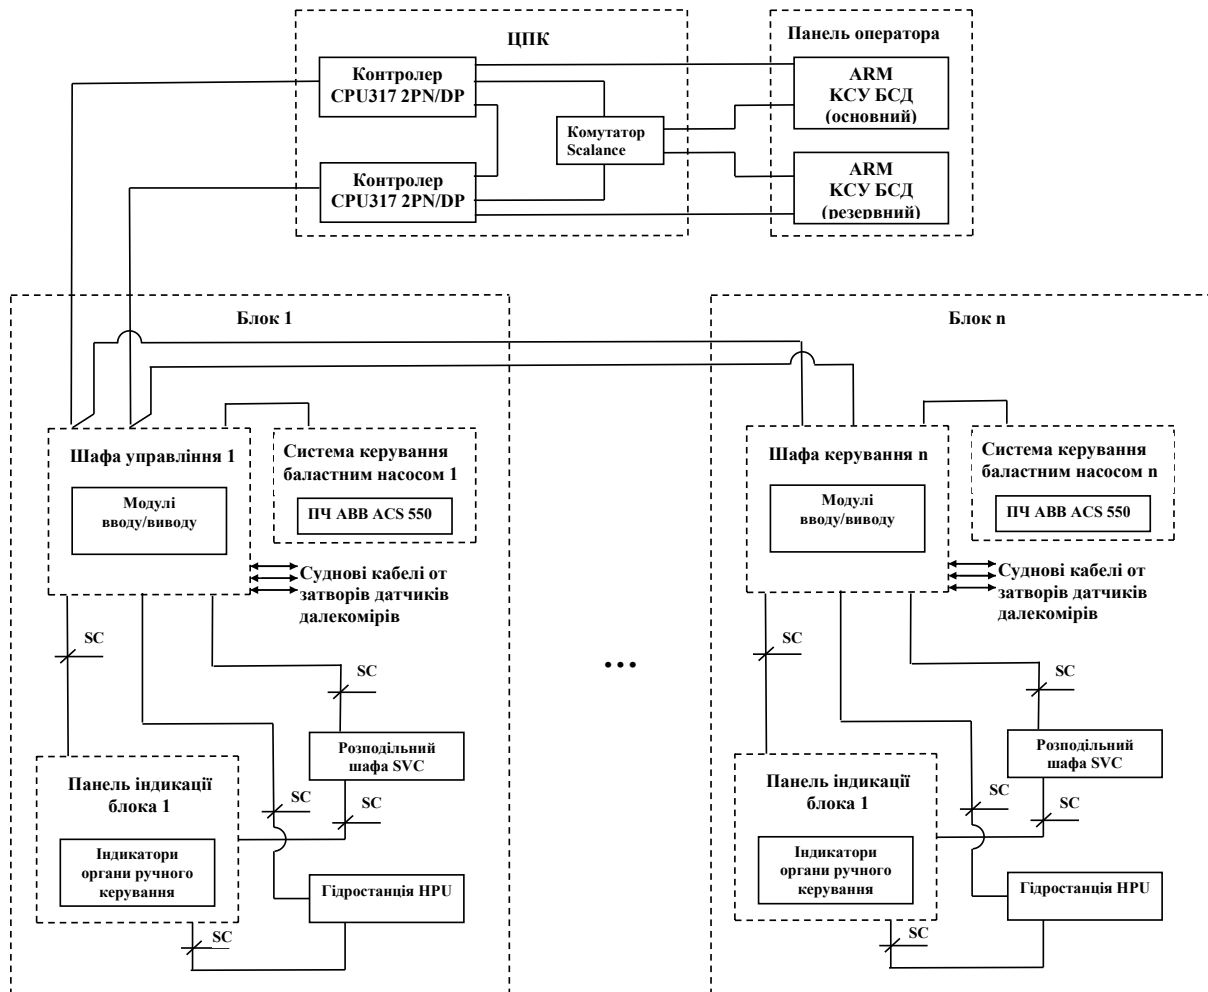 ЦПК
Контролер
CPU317 2PN/DP
Контролер
CPU317 2PN/DP
Комутатор
Scalance
Панель оператора
ARM
КСУ БСД
(основний)
ARM
КСУ БСД
(резервний)
Блок 1
Шафа управління 1
Модулі
вводу/виводу
Система керування
баластним насосом 1
ПЧ ABB ACS 550
Суднові кабелі от
затворів датчиків
далекомірів
SC
SC
Розподільний
шафа SVC
Панель індикації
блока 1
SC
SC
Індикатори
органи ручного
керування
Гідростанція HPU
SC
...
Блок n
Шафа керування n
Модулі
вводу/виводу
Система керування
баластним насосом n
ПЧ ABB ACS 550
Суднові кабелі от
затворів датчиків
далекомірів
SC
SC
Розподільний
шафа SVC
Панель індикації
блока 1
SC
SC
Індикатори
органи ручного
керування
Гідростанція HPU
SC